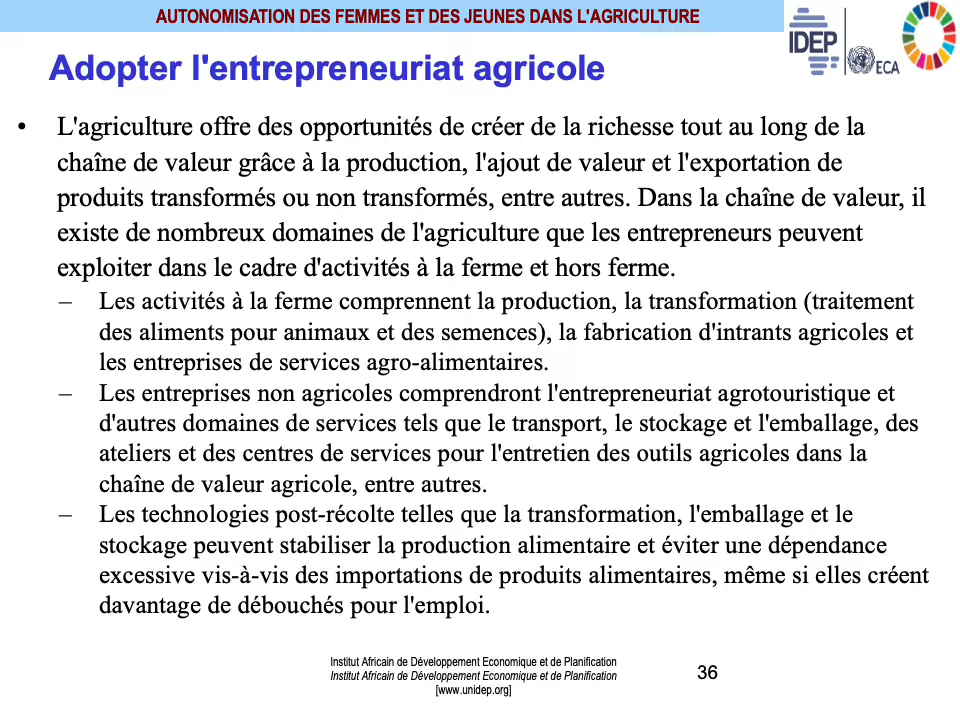 AUTONOMISATION DES FEMMES ET DES JEUNES DANS L'AGRICULTURE
IDEP
ECA
Adopter l'entrepreneuriat agricole
• L'agriculture offre des opportunités de créer de la richesse tout au long de la
chaîne de valeur grâce à la production, l'ajout de valeur et l'exportation de
produits transformés ou non transformés, entre autres. Dans la chaîne de valeur, il
existe de nombreux domaines de l'agriculture que les entrepreneurs peuvent
exploiter dans le cadre d'activités à la ferme et hors ferme.
– Les activités à la ferme comprennent la production, la transformation (traitement
des aliments pour animaux et des semences), la fabrication d'intrants agricoles et
les entreprises de services agro-alimentaires.
– Les entreprises non agricoles comprendront l'entrepreneuriat agrotouristique et
d'autres domaines de services tels que le transport, le stockage et l'emballage, des
ateliers et des centres de services pour l'entretien des outils agricoles dans la
chaîne de valeur agricole, entre autres.
– Les technologies post-récolte telles que la transformation, l'emballage et le
stockage peuvent stabiliser la production alimentaire et éviter une dépendance
excessive vis-à-vis des importations de produits alimentaires, même si elles créent
davantage de débouchés pour l'emploi.
Institut Africain de Développement Economique et de Planification
Institut Africain de Développement Economique et de Planification
[www.unidep.org]
36